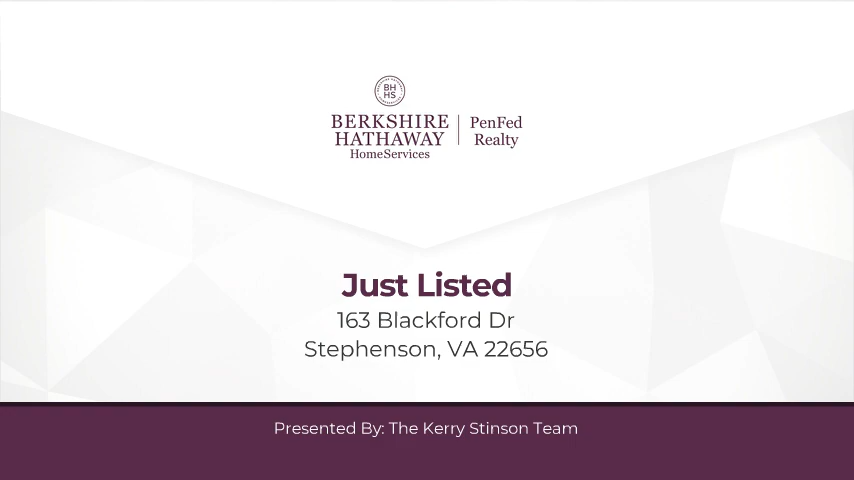 BH
HS
BERKSHIRE
HATHAWAY
HomeServices
PenFed
Realty
Just Listed
163 Blackford Dr
Stephenson, VA 22656
Presented By: The Kerry Stinson Team